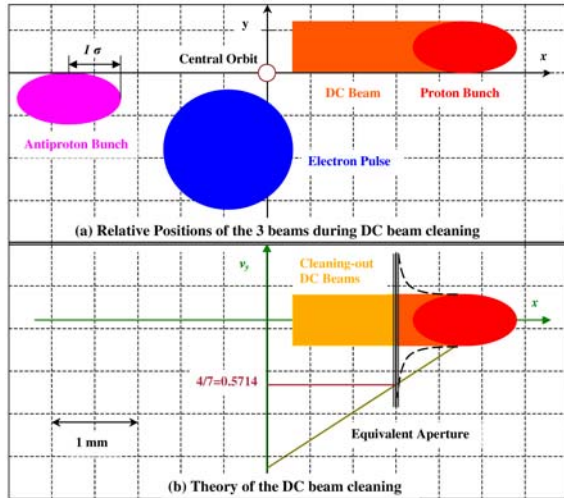 y
1 σ
Central Orbit
x
DC Beam
Proton Bunch
Antiproton Bunch
Electron Pulse
(a) Relative Positions of the 3 beams during DC beam cleaning
vy
Cleaning-out
DC Beams
x
4/7=0.5714
Equivalent Aperture
1 mm
(b) Theory of the DC beam cleaning